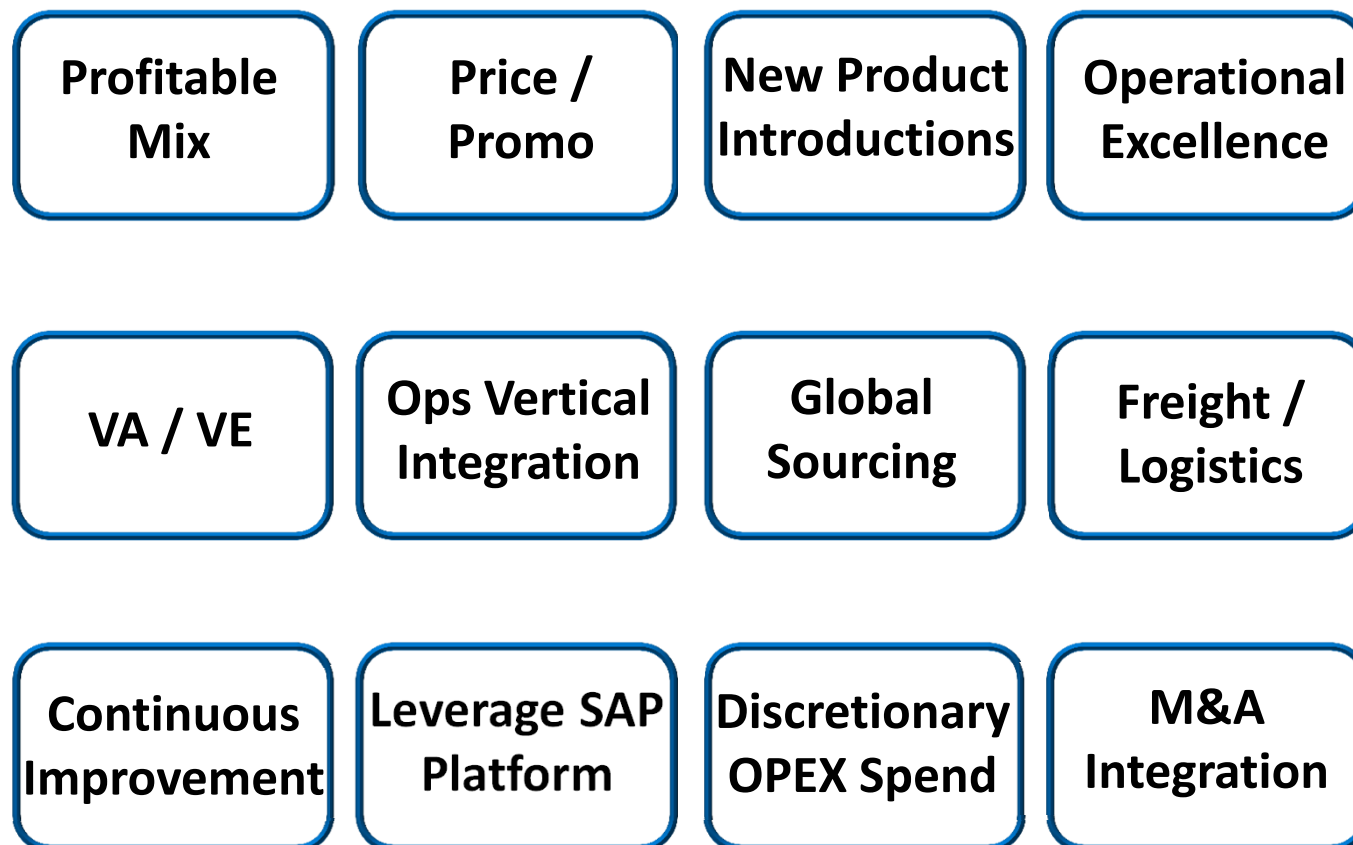 Profitable
Mix
Price /
Promo
New Product
Introductions
Operational
Excellence
VA / VE
Ops Vertical
Integration
Global
Sourcing
Freight /
Logistics
Continuous
Improvement
Leverage SAP
Platform
Discretionary
OPEX Spend
M&A
Integration